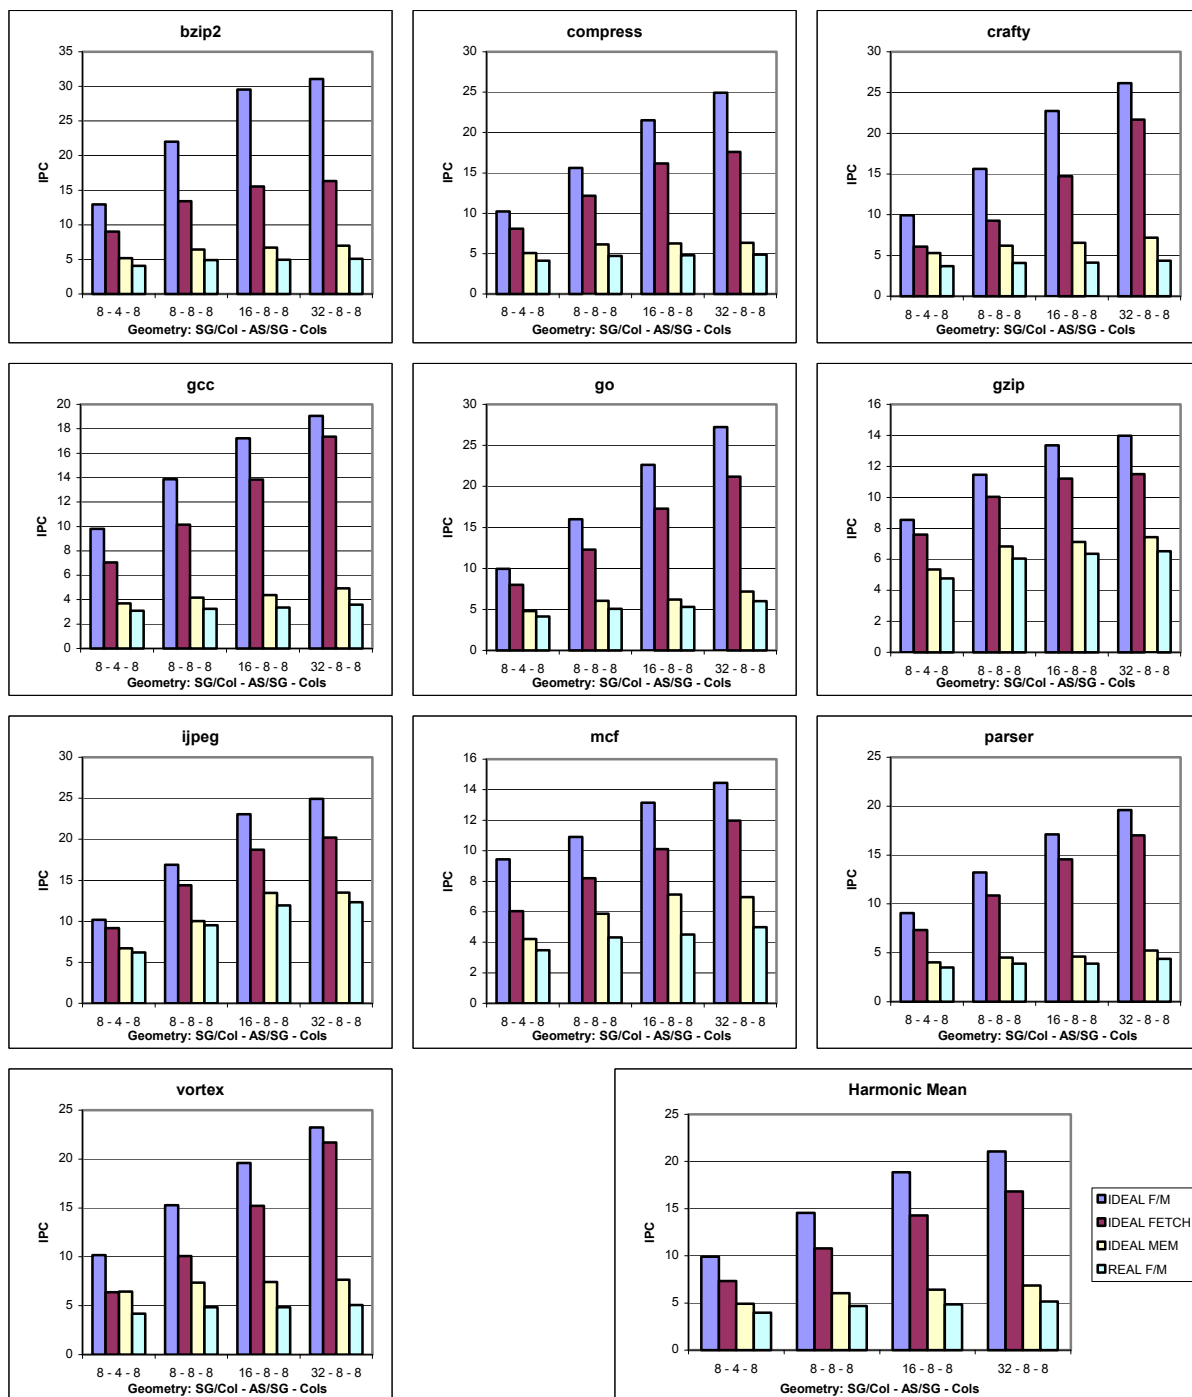 bzip2
35
30
25
20
15
10
5
0
IPC
8 - 4 - 8 8 - 8 - 8 16 - 8 - 8 32 - 8 - 8
Geometry: SG/Col - AS/SG - Cols
compress
30
25
20
15
10
5
0
IPC
8 - 4 - 8 8 - 8 - 8 16 - 8 - 8 32 - 8 - 8
Geometry: SG/Col - AS/SG - Cols
crafty
30
25
20
15
10
5
0
IPC
8 - 4 - 8 8 - 8 - 8 16 - 8 - 8 32 - 8 - 8
Geometry: SG/Col - AS/SG - Cols
gcc
20
18
16
14
12
10
8
6
4
2
0
IPC
8 - 4 - 8 8 - 8 - 8 16 - 8 - 8 32 - 8 - 8
Geometry: SG/Col - AS/SG - Cols
go
30
25
20
15
10
5
0
IPC
8 - 4 - 8 8 - 8 - 8 16 - 8 - 8 32 - 8 - 8
Geometry: SG/Col - AS/SG - Cols
gzip
16
14
12
10
8
6
4
2
0
IPC
8 - 4 - 8 8 - 8 - 8 16 - 8 - 8 32 - 8 - 8
Geometry: SG/Col - AS/SG - Cols
ijpeg
30
25
20
15
10
5
0
IPC
8 - 4 - 8 8 - 8 - 8 16 - 8 - 8 32 - 8 - 8
Geometry: SG/Col - AS/SG - Cols
mcf
16
14
12
10
8
6
4
2
0
IPC
8 - 4 - 8 8 - 8 - 8 16 - 8 - 8 32 - 8 - 8
Geometry: SG/Col - AS/SG - Cols
parser
25
20
15
10
5
0
IPC
8 - 4 - 8 8 - 8 - 8 16 - 8 - 8 32 - 8 - 8
Geometry: SG/Col - AS/SG - Cols
vortex
25
20
15
10
5
0
IPC
8 - 4 - 8 8 - 8 - 8 16 - 8 - 8 32 - 8 - 8
Geometry: SG/Col - AS/SG - Cols
Harmonic Mean
25
20
15
10
5
0
IPC
8 - 4 - 8 8 - 8 - 8 16 - 8 - 8 32 - 8 - 8
Geometry: SG/Col - AS/SG - Cols
IDEAL F/M
IDEAL FETCH
IDEAL MEM
REAL F/M